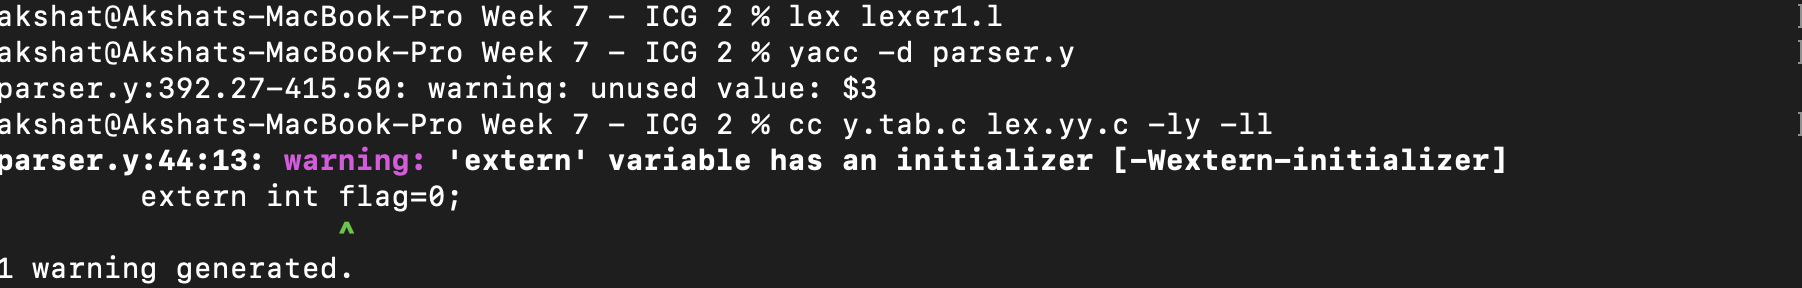 akshat@Akshats-MacBook-Pro Week 7 - ICG 2 % lex lexer1.l
akshat@Akshats-MacBook-Pro Week 7 - ICG 2 % yacc -d parser.y
parser.y:392.27-415.50: warning: unused value: $3
akshat@Akshats-MacBook-Pro Week 7 - ICG 2 % cc y.tab.c lex.yy.c -ly -ll
parser.y:44:13: warning: 'extern' variable has an initializer [-Wextern-initializer]
extern int flag=0;
^
1 warning generated.